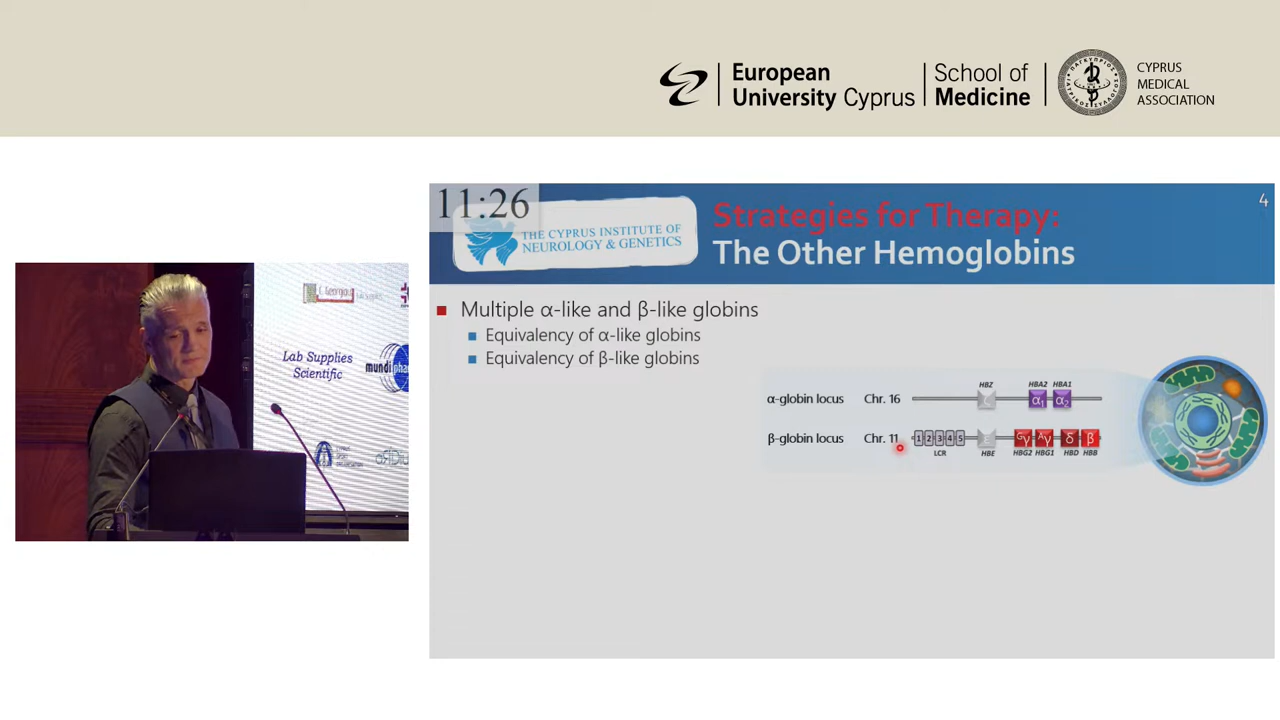 European
University Cyprus
School of
Medicine
CYPRUS
MEDICAL
ASSOCIATION
11:26
THE CYPRUS INSTITUTE OF
NEUROLOGY & GENETICS
Strategies for Therapy:
The Other Hemoglobins
4
Multiple α-like and β-like globins
Equivalency of α-like globins
Equivalency of β-like globins
HBZ
HBA2 HBA1
α-globin locus Chr. 16
ζ α1 α2
β-globin locus Chr. 11
1 2 3 4 5 ε Gγ Aγ δ β
LCR HBE HBG2 HBG1 HBD HBB
Lab Supplies
Scientific